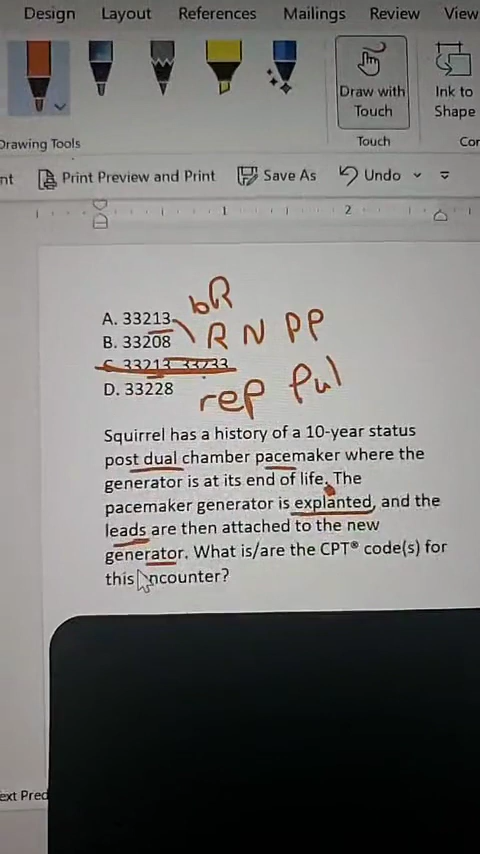 Design Layout References Mailings Review View
Draw with Touch
Ink to Shape
Drawing Tools
Touch
Print Preview and Print Save As Undo
1 2
bR
A. 33213
B. 33208 R N PP
C. 33213 33233
D. 33228 rep Pul
Squirrel has a history of a 10-year status
post dual chamber pacemaker where the
generator is at its end of life. The
pacemaker generator is explanted, and the
leads are then attached to the new
generator. What is/are the CPT® code(s) for
this encounter?